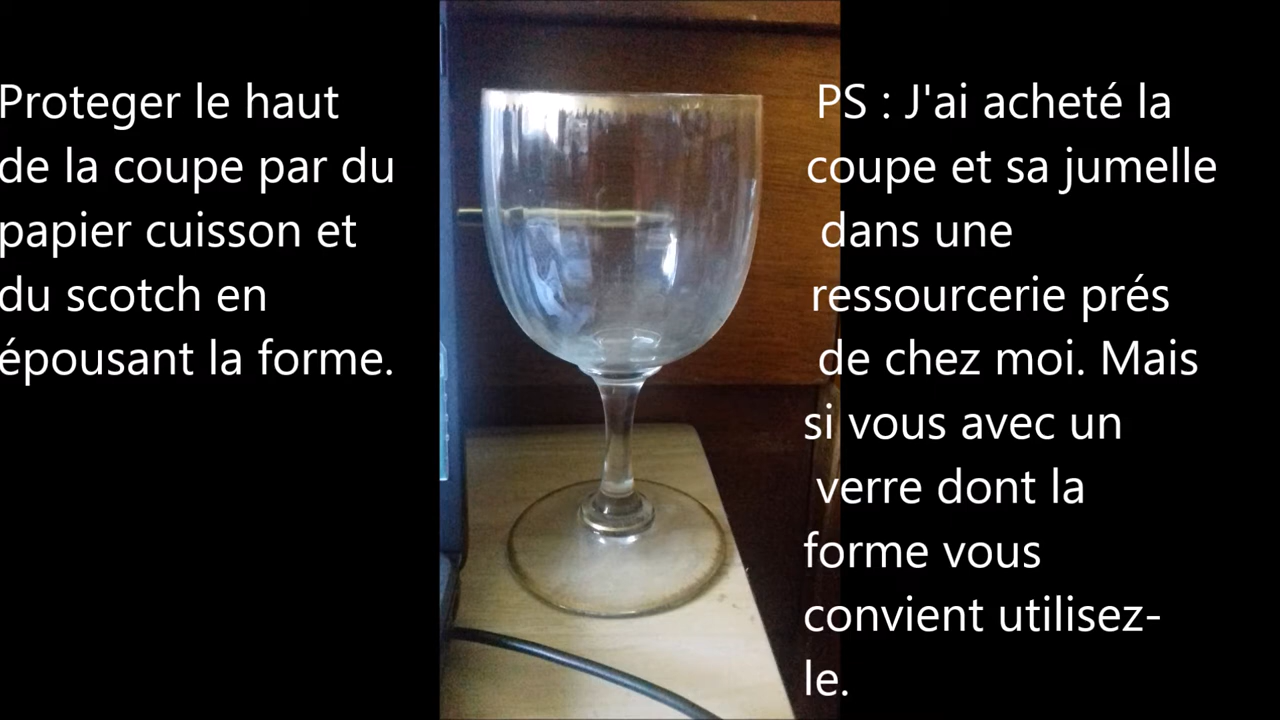 Proteger le haut
de la coupe par du
papier cuisson et
du scotch en
épousant la forme.
PS : J'ai acheté la
coupe et sa jumelle
dans une
ressourcerie prés
de chez moi. Mais
si vous avec un
verre dont la
forme vous
convient utilisez-
le.